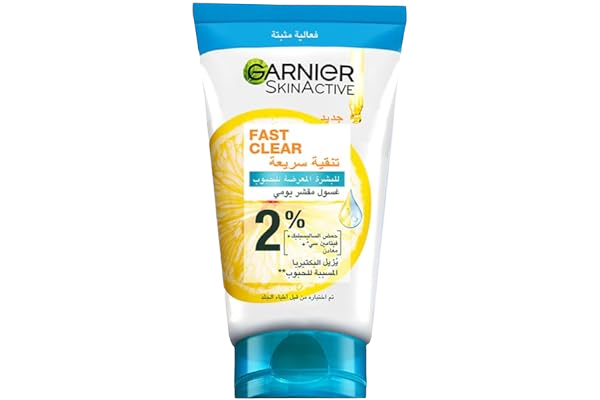 فعالية مثبتة
GARNIER
SKINACTIVE
جديد
FAST
CLEAR
تنقية سريعة
للبشرة المعرضة للحبوب
غسول مقشر يومي
2%
حمض الساليسيليك •
فيتامين سي* •
معادن
يُزيل البكتيريا
المسببة للحبوب**
تم اختباره من قبل أطباء الجلد